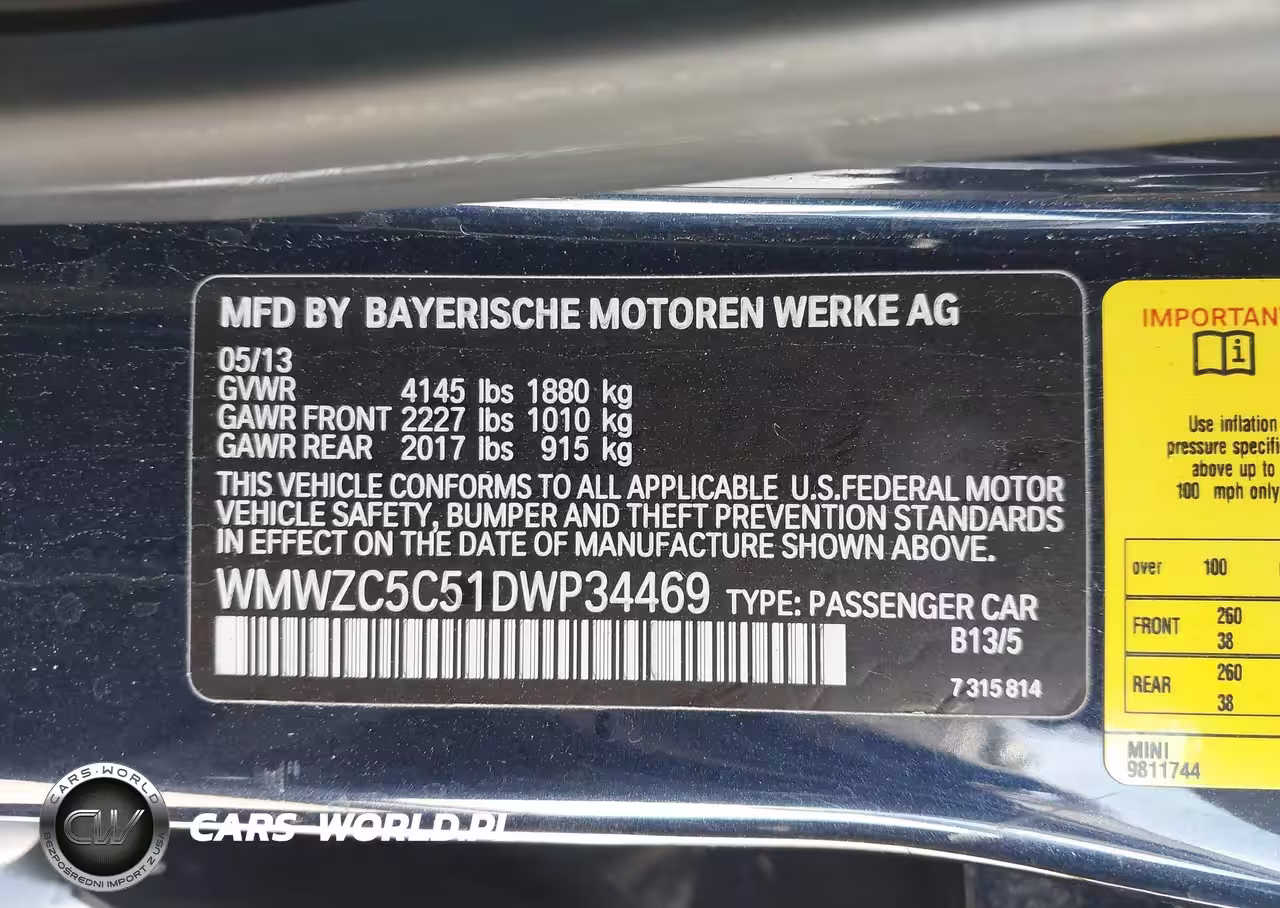 MFD BY BAYERISCHE MOTOREN WERKE AG
05/13
GVWR 4145 lbs 1880 kg
GAWR FRONT 2227 lbs 1010 kg
GAWR REAR 2017 lbs 915 kg
THIS VEHICLE CONFORMS TO ALL APPLICABLE U.S.FEDERAL MOTOR
VEHICLE SAFETY, BUMPER AND THEFT PREVENTION STANDARDS
IN EFFECT ON THE DATE OF MANUFACTURE SHOWN ABOVE.
WMWZC5C51DWP34469 TYPE: PASSENGER CAR
B13/5
7 315 814
IMPORTAN
i
Use inflation
pressure specifi
above up to
100 mph only
over 100
FRONT 260
38
REAR 260
38
MINI
9811744
CARS-WORLD
CW
BEZPOŚREDNI IMPORT Z USA
CARS WORLD.PL